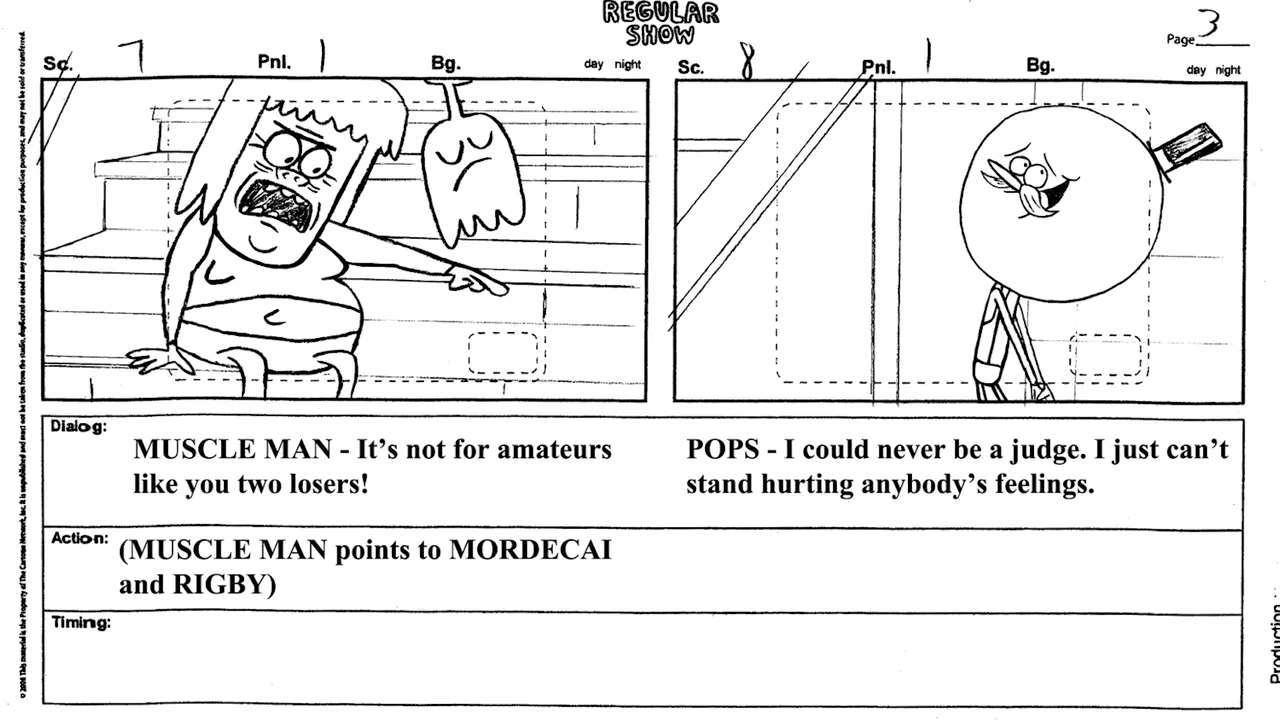 REGULAR
SHOW
Page 3
Sc. 7 Pnl. 1 Bg. day night
Sc. 8 Pnl. 1 Bg. day night
Dialog:
MUSCLE MAN - It's not for amateurs
like you two losers!
POPS - I could never be a judge. I just can't
stand hurting anybody's feelings.
Action:
(MUSCLE MAN points to MORDECAI
and RIGBY)
Timing:
Production :